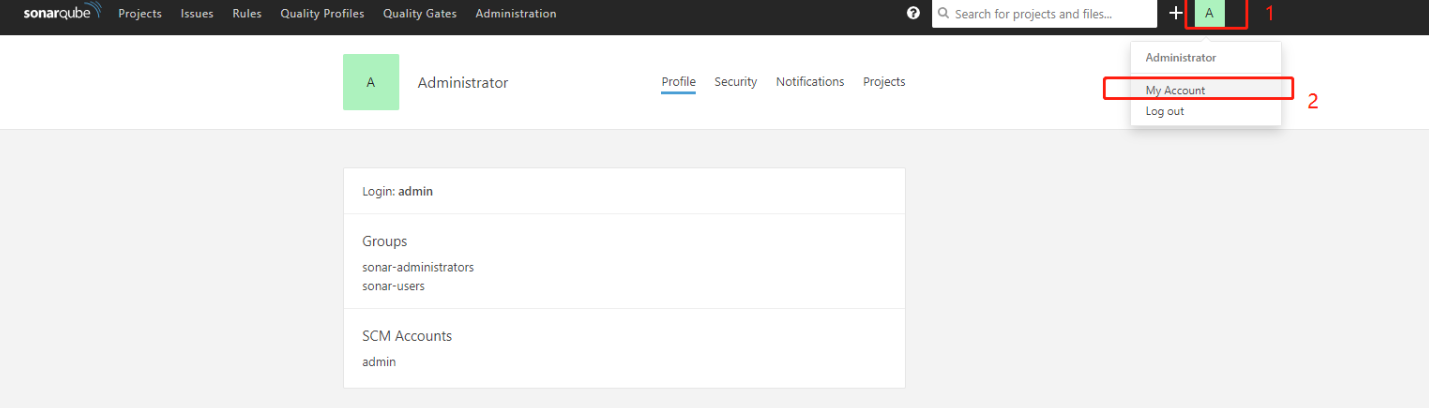 sonarqube Projects Issues Rules Quality Profiles Quality Gates Administration ? Search for projects and files... + A 1
A Administrator Profile Security Notifications Projects
Administrator
My Account 2
Log out
Login: admin
Groups
sonar-administrators
sonar-users
SCM Accounts
admin